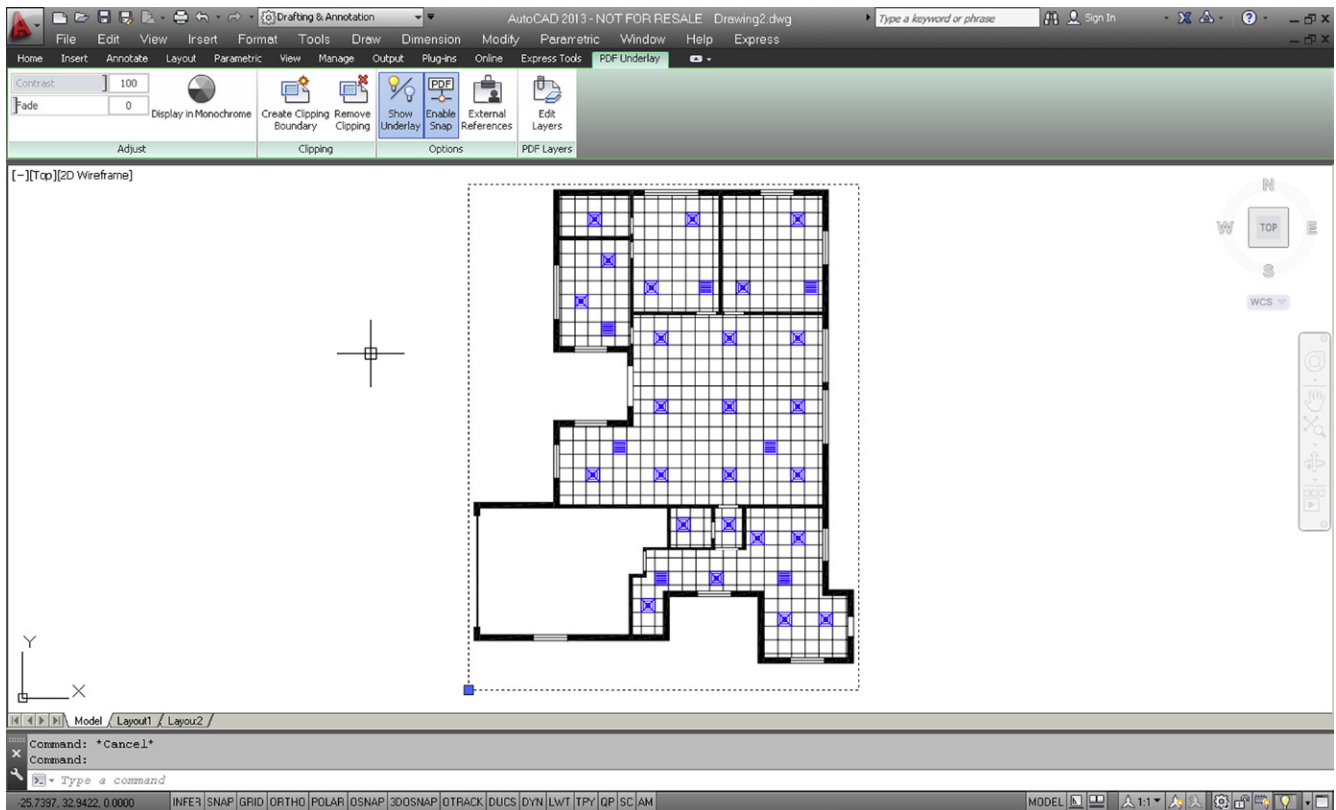 Drafting & Annotation
AutoCAD 2013 - NOT FOR RESALE Drewing2.dwg
Type a keyword or phrase
Sign In
File Edit View Irsert Format Tools Draw Dimension Modify Parametric Window Help Express
Home Insert Annotate Layout Parametric View Manage Output Plug-ins Online Express Tools PDF Underlay
Contrast 100
Fade 0
Display in Monochrome
Create Clipping Boundary
Remove Clipping
Show Underlay
PDF
Enable Snap
External References
Edit Layers
Adjust Clipping Options PDF Layers
[-][Top][2D Wireframe]
N
W TOP E
S
WCS
Y
X
Model Layout1 Layou:2
Command: *Cancel*
Command:
Type a command
-25.7397, 32.9422, 0.0000 INFER SNAP GRID ORTHO POLAR OSNAP 3DOSNAP OTRACK DUCS DYN LWT TPY QP SC AM MODEL 1:1